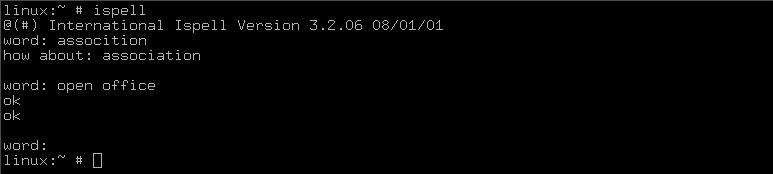 linux:~ # ispell
@(#) International Ispell Version 3.2.06 08/01/01
word: assocition
how about: association
word: open office
ok
ok
word:
linux:~ #